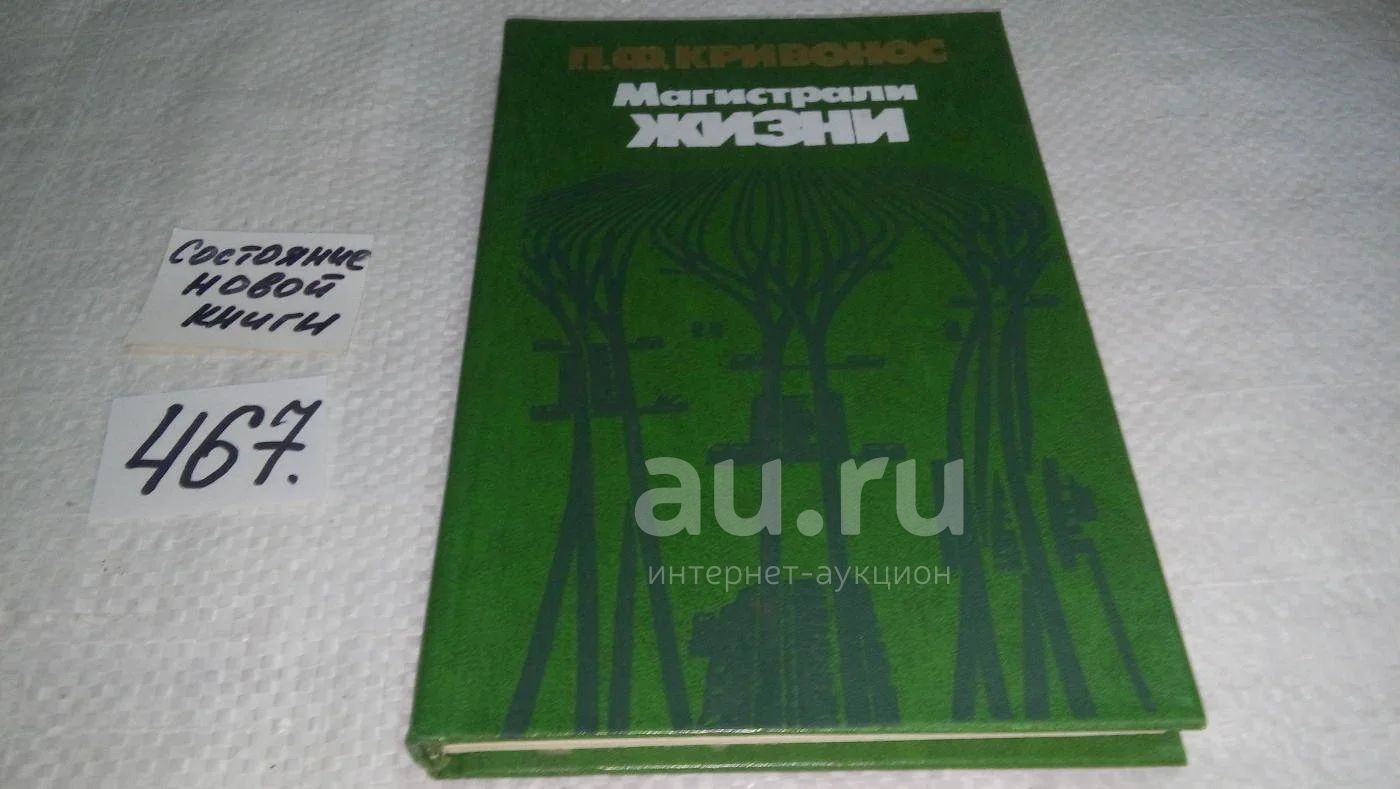 П.Ф. КРИВОНОС
Магистрали
ЖИЗНИ
Состояние
новой
книги
467.
au.ru
интернет-аукцион